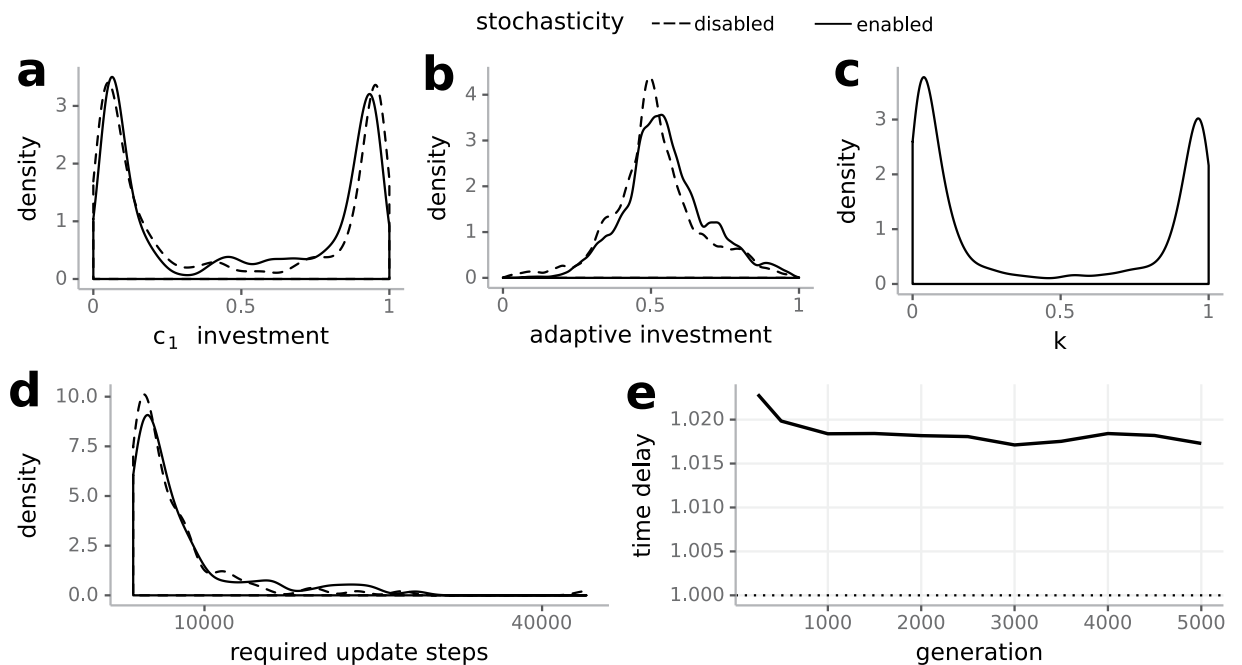 stochasticity disabled enabled
a
b
c
3
2
1
0
density
0
0.5
1
c1 investment
4
3
2
1
0
density
0
0.5
1
adaptive investment
3
2
1
0
density
0
0.5
1
k
d
10.0
7.5
5.0
2.5
0.0
density
10000
40000
required update steps
e
1.020
1.015
1.010
1.005
1.000
time delay
1000
2000
3000
4000
5000
generation